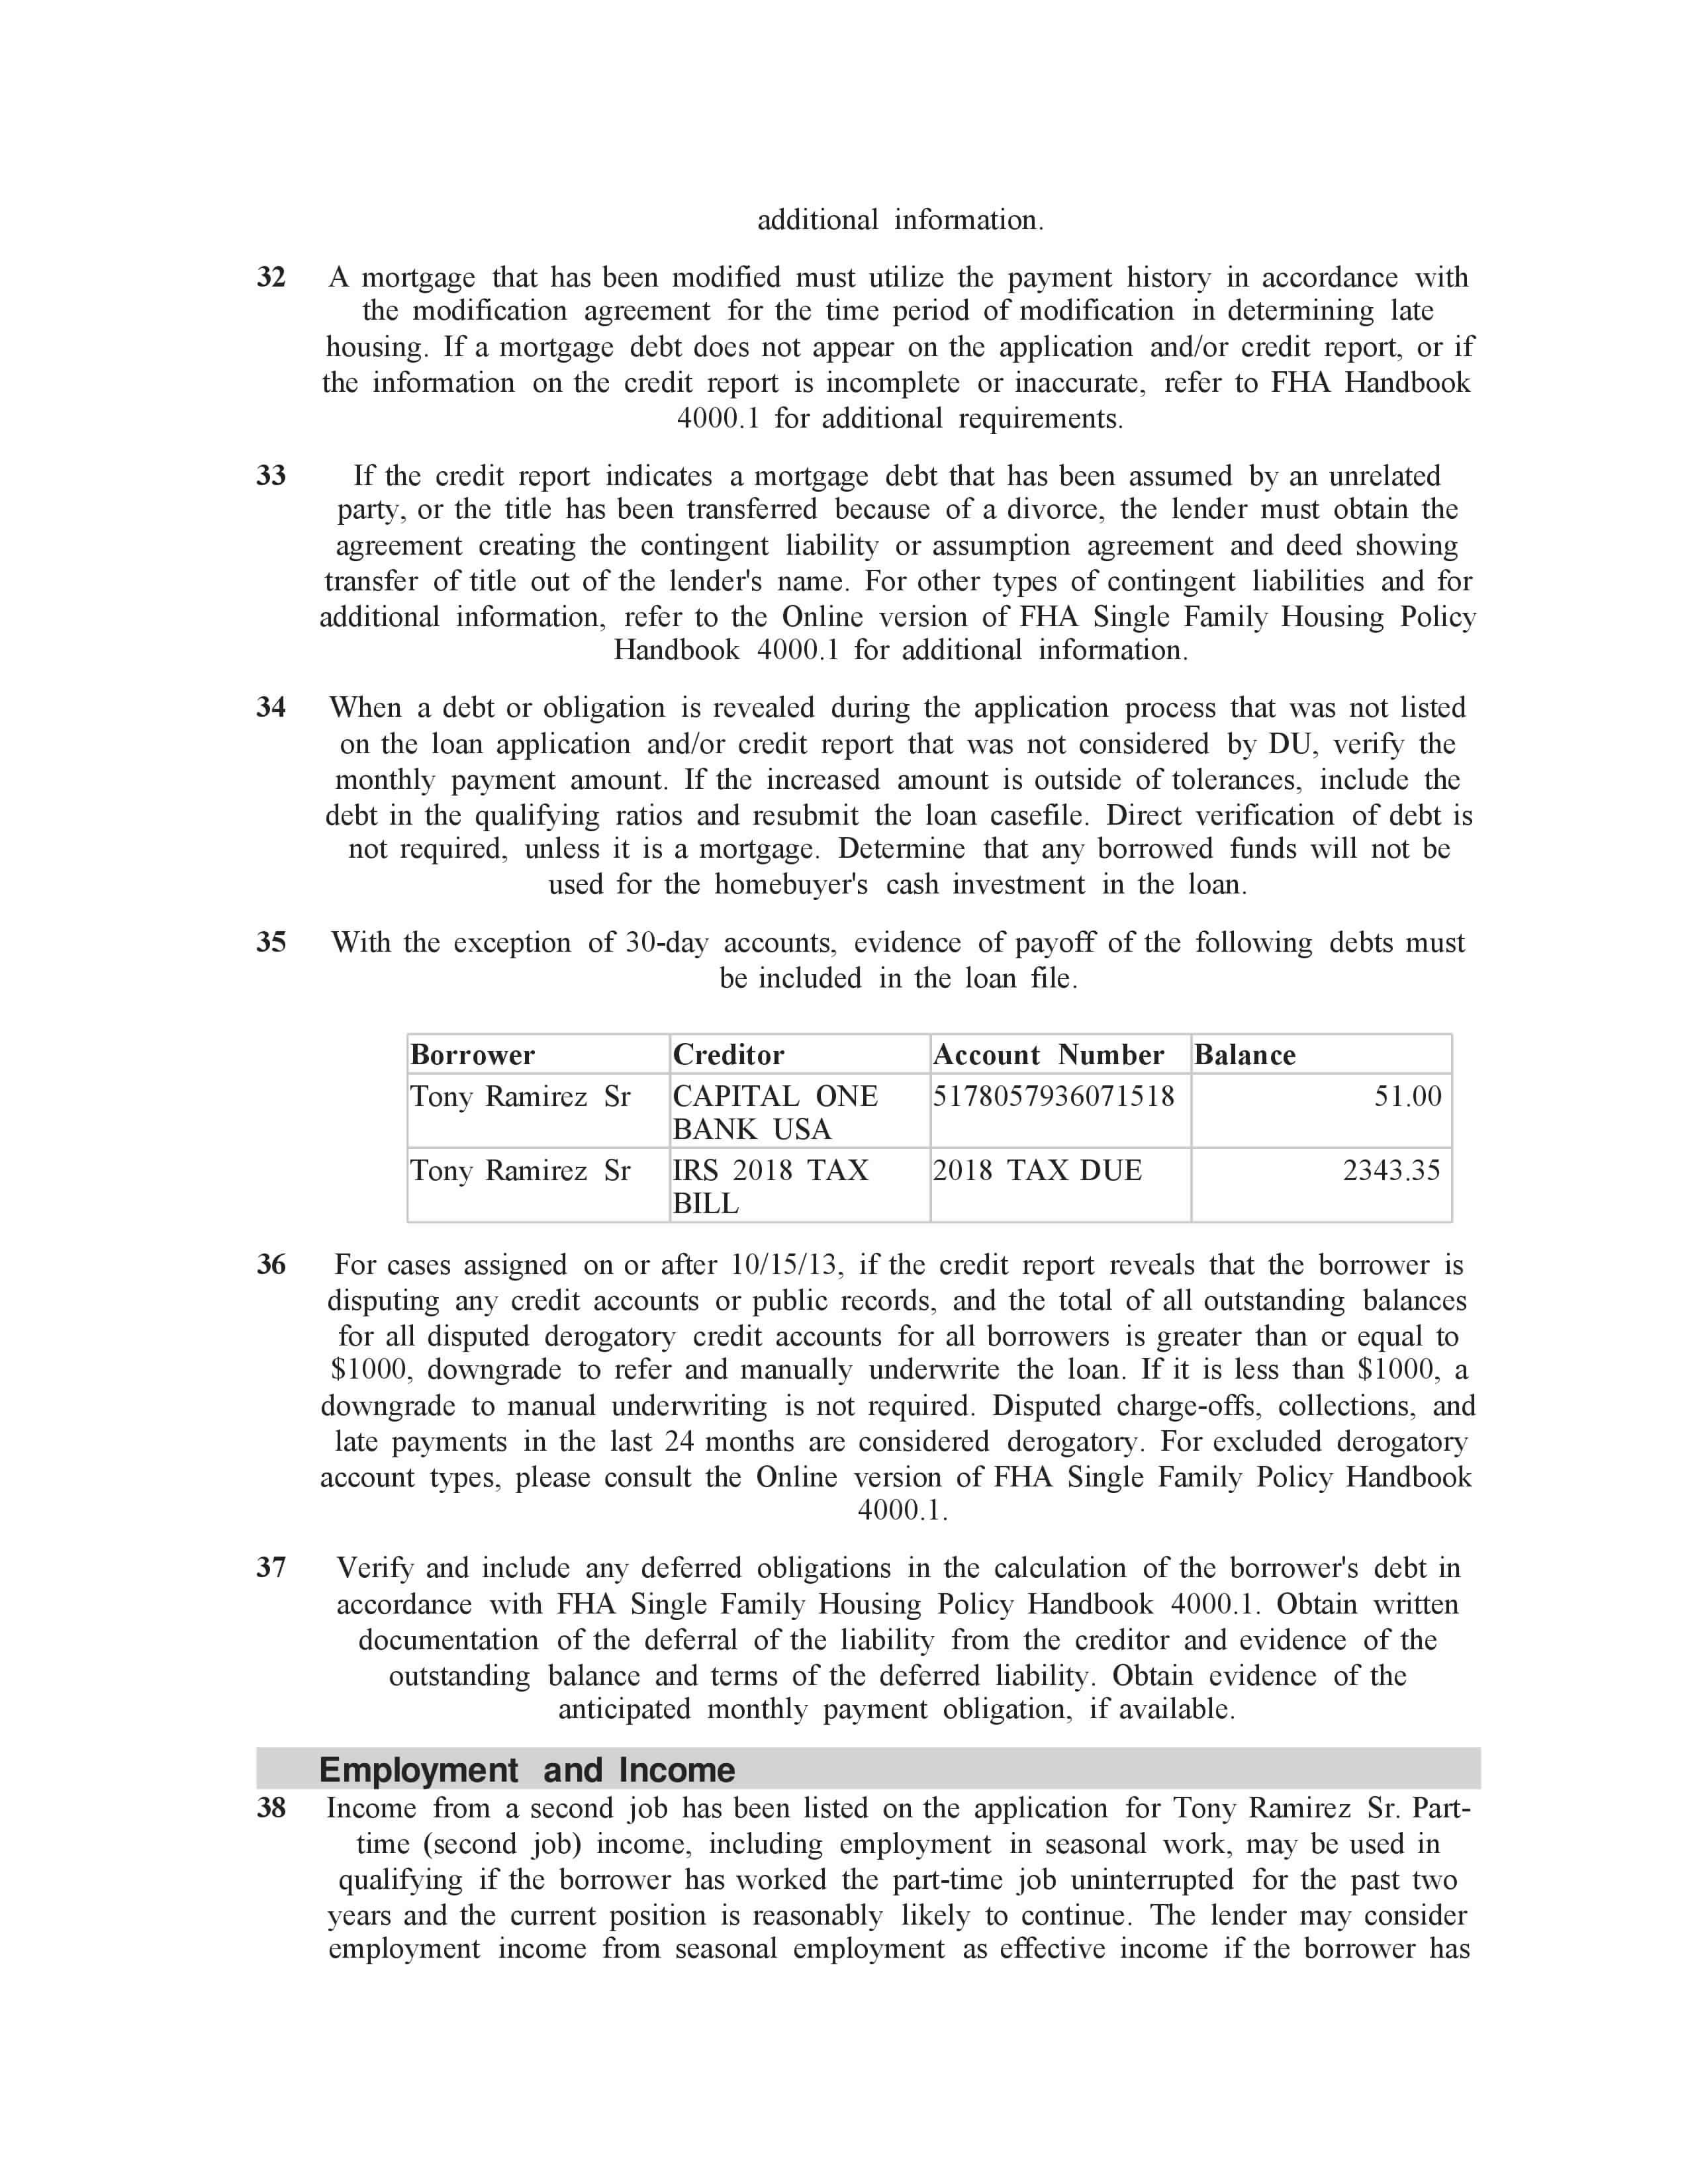 additional information.
32 A mortgage that has been modified must utilize the payment history in accordance with
the modification agreement for the time period of modification in determining late
housing. If a mortgage debt does not appear on the application and/or credit report, or if
the information on the credit report is incomplete or inaccurate, refer to FHA Handbook
4000.1 for additional requirements.
33 If the credit report indicates a mortgage debt that has been assumed by an unrelated
party, or the title has been transferred because of a divorce, the lender must obtain the
agreement creating the contingent liability or assumption agreement and deed showing
transfer of title out of the lender's name. For other types of contingent liabilities and for
additional information, refer to the Online version of FHA Single Family Housing Policy
Handbook 4000.1 for additional information.
34 When a debt or obligation is revealed during the application process that was not listed
on the loan application and/or credit report that was not considered by DU, verify the
monthly payment amount. If the increased amount is outside of tolerances, include the
debt in the qualifying ratios and resubmit the loan casefile. Direct verification of debt is
not required, unless it is a mortgage. Determine that any borrowed funds will not be
used for the homebuyer's cash investment in the loan.
35 With the exception of 30-day accounts, evidence of payoff of the following debts must
be included in the loan file.
Borrower Creditor Account Number Balance
Tony Ramirez Sr CAPITAL ONE 5178057936071518 51.00
BANK USA
Tony Ramirez Sr IRS 2018 TAX 2018 TAX DUE 2343.35
BILL
36 For cases assigned on or after 10/15/13, if the credit report reveals that the borrower is
disputing any credit accounts or public records, and the total of all outstanding balances
for all disputed derogatory credit accounts for all borrowers is greater than or equal to
$1000, downgrade to refer and manually underwrite the loan. If it is less than $1000, a
downgrade to manual underwriting is not required. Disputed charge-offs, collections, and
late payments in the last 24 months are considered derogatory. For excluded derogatory
account types, please consult the Online version of FHA Single Family Policy Handbook
4000.1.
37 Verify and include any deferred obligations in the calculation of the borrower's debt in
accordance with FHA Single Family Housing Policy Handbook 4000.1. Obtain written
documentation of the deferral of the liability from the creditor and evidence of the
outstanding balance and terms of the deferred liability. Obtain evidence of the
anticipated monthly payment obligation, if available.
Employment and Income
38 Income from a second job has been listed on the application for Tony Ramirez Sr. Part-
time (second job) income, including employment in seasonal work, may be used in
qualifying if the borrower has worked the part-time job uninterrupted for the past two
years and the current position is reasonably likely to continue. The lender may consider
employment income from seasonal employment as effective income if the borrower has